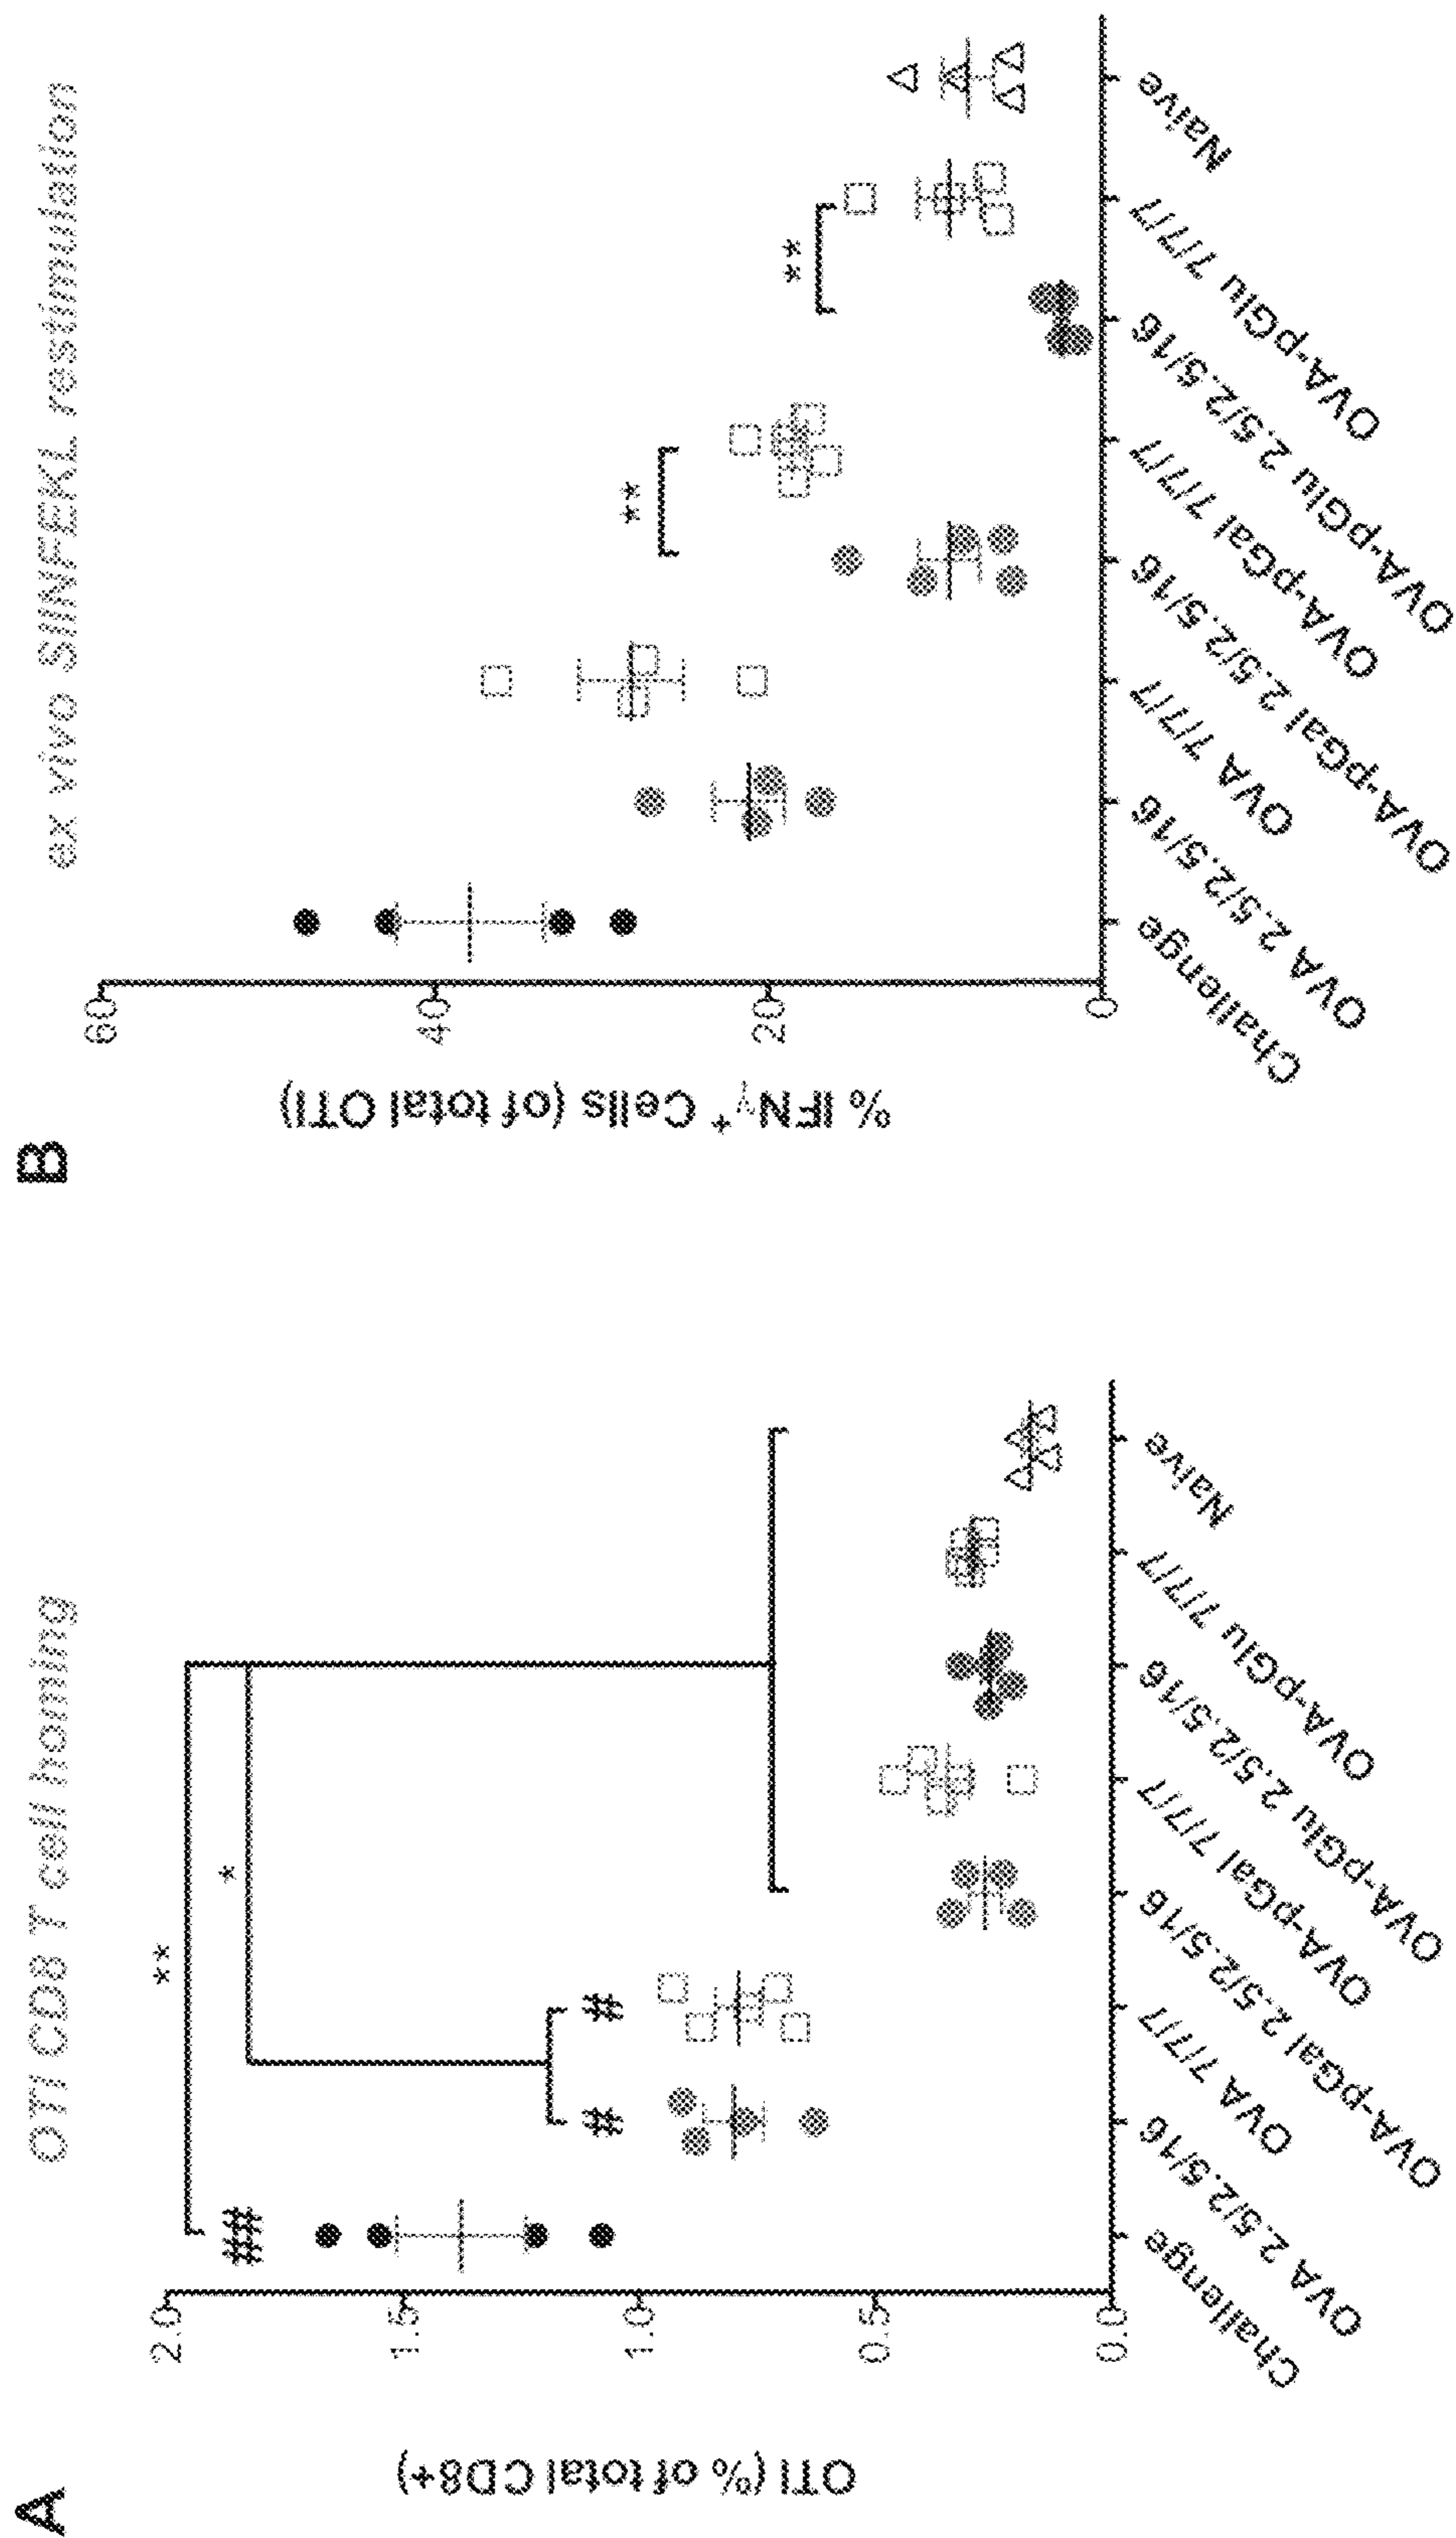 A
OTI CD8 T cell homing
OTI (% of total CD8+)
2.0
1.5
1.0
0.5
0.0
**
*
##
#
#
Challenge
OVA 2.5/2.5/16
OVA 7/7/7
OVA-pGal 2.5/2.5/16
OVA-pGal 7/7/7
OVA-pGlu 2.5/2.5/16
OVA-pGlu 7/7/7
Naive
B
ex vivo SIINFEKL restimulation
% IFNγ+ Cells (of total OTI)
60
40
20
0
**
**
Challenge
OVA 2.5/2.5/16
OVA 7/7/7
OVA-pGal 2.5/2.5/16
OVA-pGal 7/7/7
OVA-pGlu 2.5/2.5/16
OVA-pGlu 7/7/7
Naive